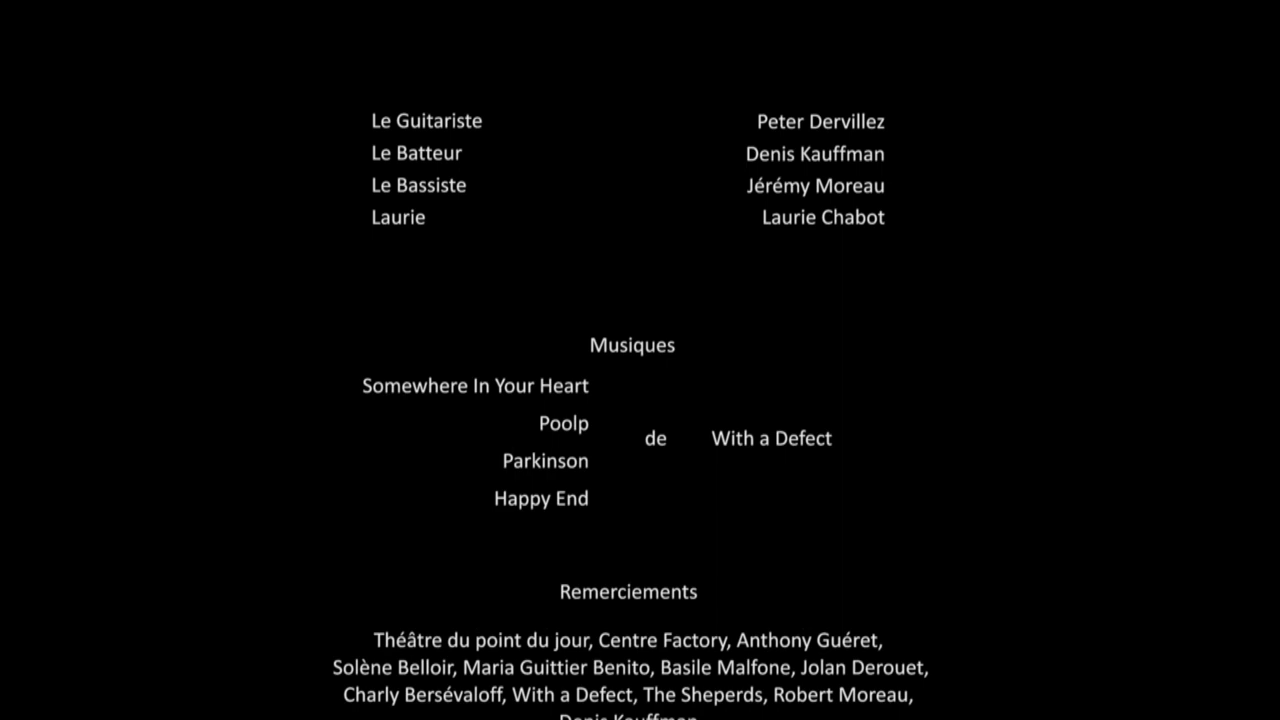 Le Guitariste Peter Dervillez
Le Batteur Denis Kauffman
Le Bassiste Jérémy Moreau
Laurie Laurie Chabot
Musiques
Somewhere In Your Heart
Poolp
de With a Defect
Parkinson
Happy End
Remerciements
Théâtre du point du jour, Centre Factory, Anthony Guéret,
Solène Belloir, Maria Guittier Benito, Basile Malfone, Jolan Derouet,
Charly Bersévaloff, With a Defect, The Sheperds, Robert Moreau,
Denis Kauffman